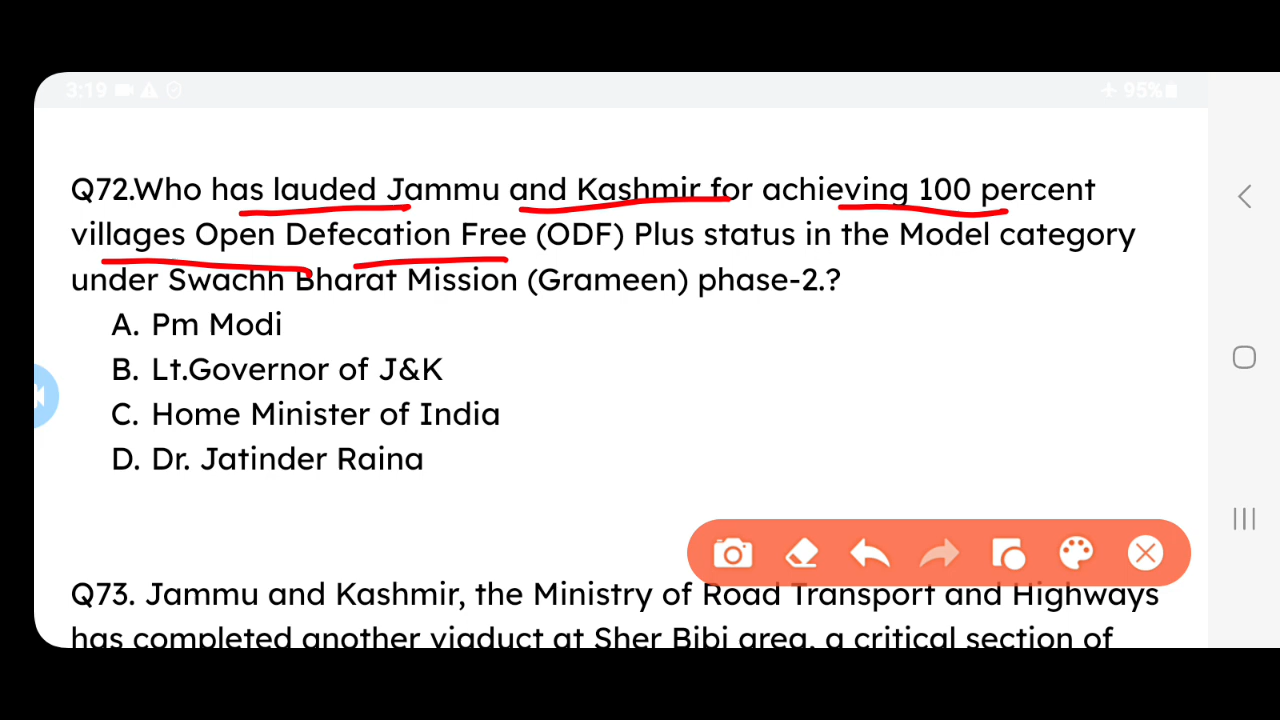 3:19
95%
Q72.Who has lauded Jammu and Kashmir for achieving 100 percent
villages Open Defecation Free (ODF) Plus status in the Model category
under Swachh Bharat Mission (Grameen) phase-2.?
A. Pm Modi
B. Lt.Governor of J&K
C. Home Minister of India
D. Dr. Jatinder Raina
Q73. Jammu and Kashmir, the Ministry of Road Transport and Highways
has completed another viaduct at Sher Bibi area, a critical section of